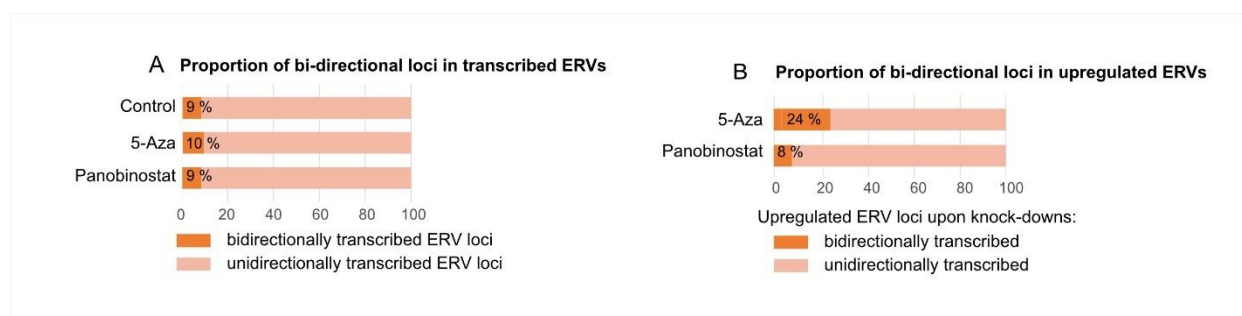 A Proportion of bi-directional loci in transcribed ERVs
Control 9 %
5-Aza 10 %
Panobinostat 9 %
0 20 40 60 80 100
bidirectionally transcribed ERV loci
unidirectionally transcribed ERV loci
B Proportion of bi-directional loci in upregulated ERVs
5-Aza 24 %
Panobinostat 8 %
0 20 40 60 80 100
Upregulated ERV loci upon knock-downs:
bidirectionally transcribed
unidirectionally transcribed